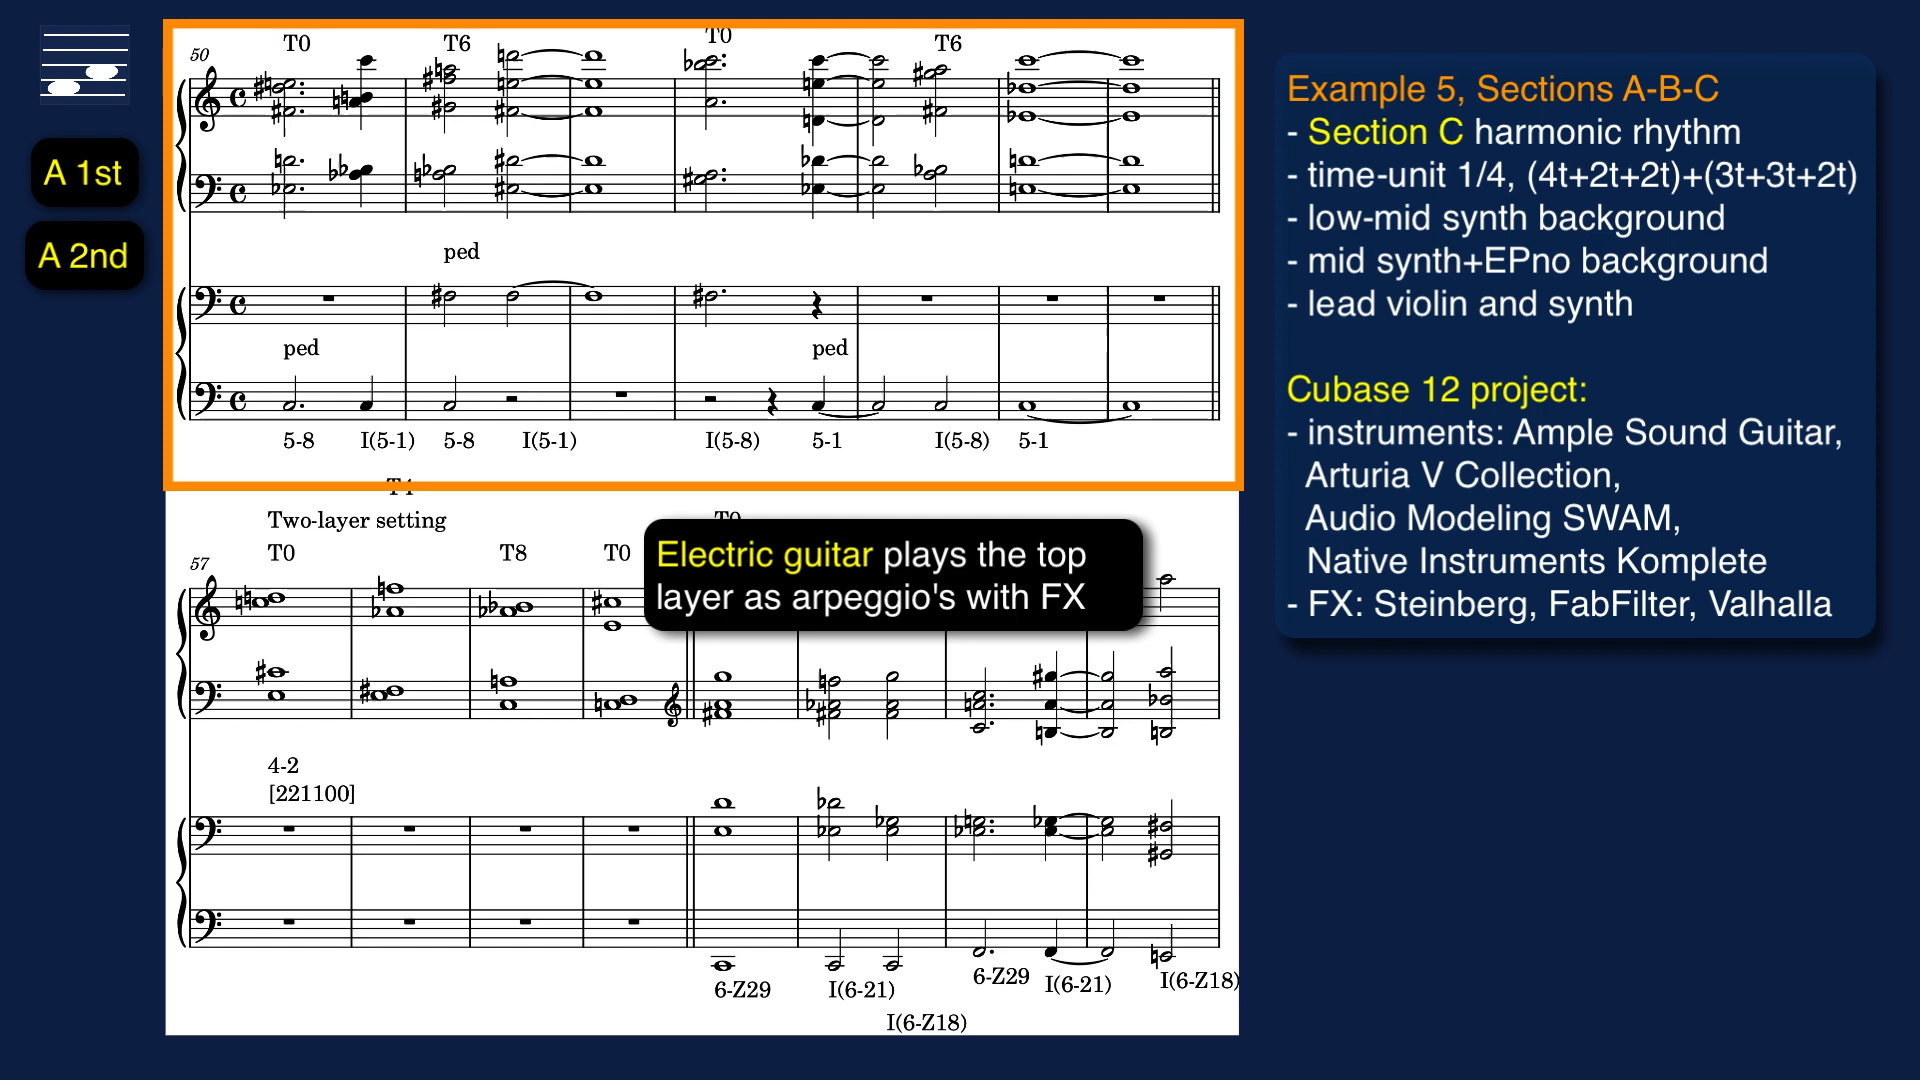 A 1st
A 2nd
50
T0
T6
T0
T6
ped
ped
ped
5-8
I(5-1)
5-8
I(5-1)
I(5-8)
5-1
I(5-8)
5-1
Two-layer setting
57
T0
T8
T0
Electric guitar plays the top
layer as arpeggio's with FX
4-2
[221100]
6-Z29
I(6-21)
I(6-Z18)
6-Z29
I(6-21)
I(6-Z18)
Example 5, Sections A-B-C
- Section C harmonic rhythm
- time-unit 1/4, (4t+2t+2t)+(3t+3t+2t)
- low-mid synth background
- mid synth+EPno background
- lead violin and synth
Cubase 12 project:
- instruments: Ample Sound Guitar,
Arturia V Collection,
Audio Modeling SWAM,
Native Instruments Komplete
- FX: Steinberg, FabFilter, Valhalla